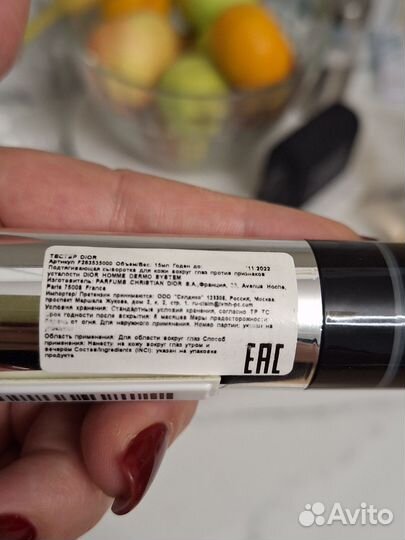 ТЕСТЕР DIOR
Артикул F263535000 Объем/Вес. 15мл Годен до: 11.2022
Подтягивающая сыворотка для кожи вокруг глаз против признаков
усталости DIOR HOMME DERMO SYSTEM
Изготовитель: PARFUMS CHRISTIAN DIOR S.A., Франция, 33, Avenue Hoche,
Paris 75008 France
Импортер: Претензии принимаются: ООО "Селдико" 123308, Россия, Москва
проспект Маршала Жукова, дом 2, к. 2, стр. 1, ru-claim@lvmh-pc.com
Условия хранения: Стандартные условия хранения, согласно ТР ТС
Срок годности после вскрытия: 6 месяцев Меры предосторожности:
от огня. Для наружного применения. Номер партии: указан на
Область применения: Для области вокруг глаз Способ
применения: Нанести на кожу вокруг глаз утром и
вечером Состав/Ingredients (INCI): указан на упаковке
продукта.
EAC
Avito